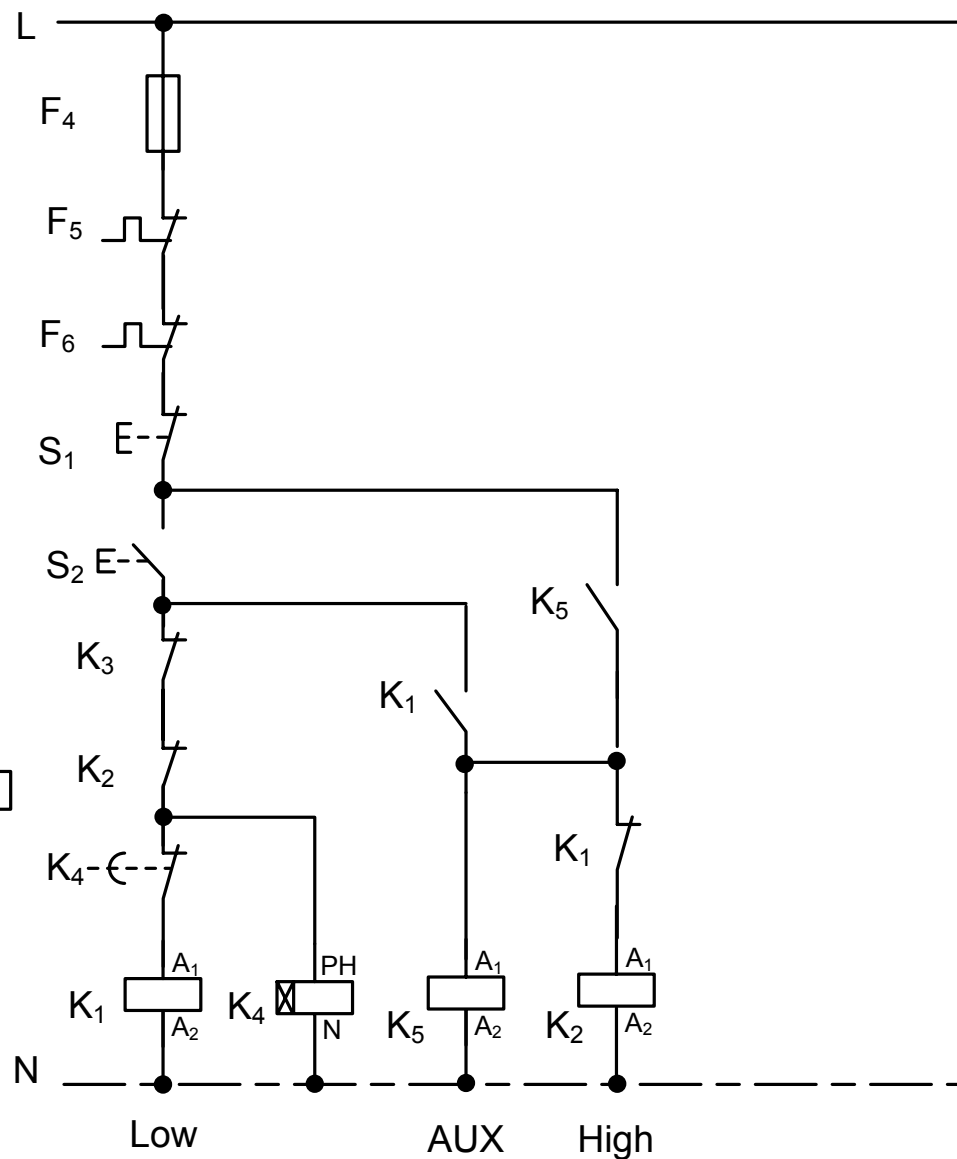 L
F₄
F₅
F₆
S₁
S₂
K₅
K₃
K₁
K₂
K₁
K₄
A₁ PH A₁ A₁
K₁ K₄ K₅ K₂
A₂ N A₂ A₂
N
Low AUX High